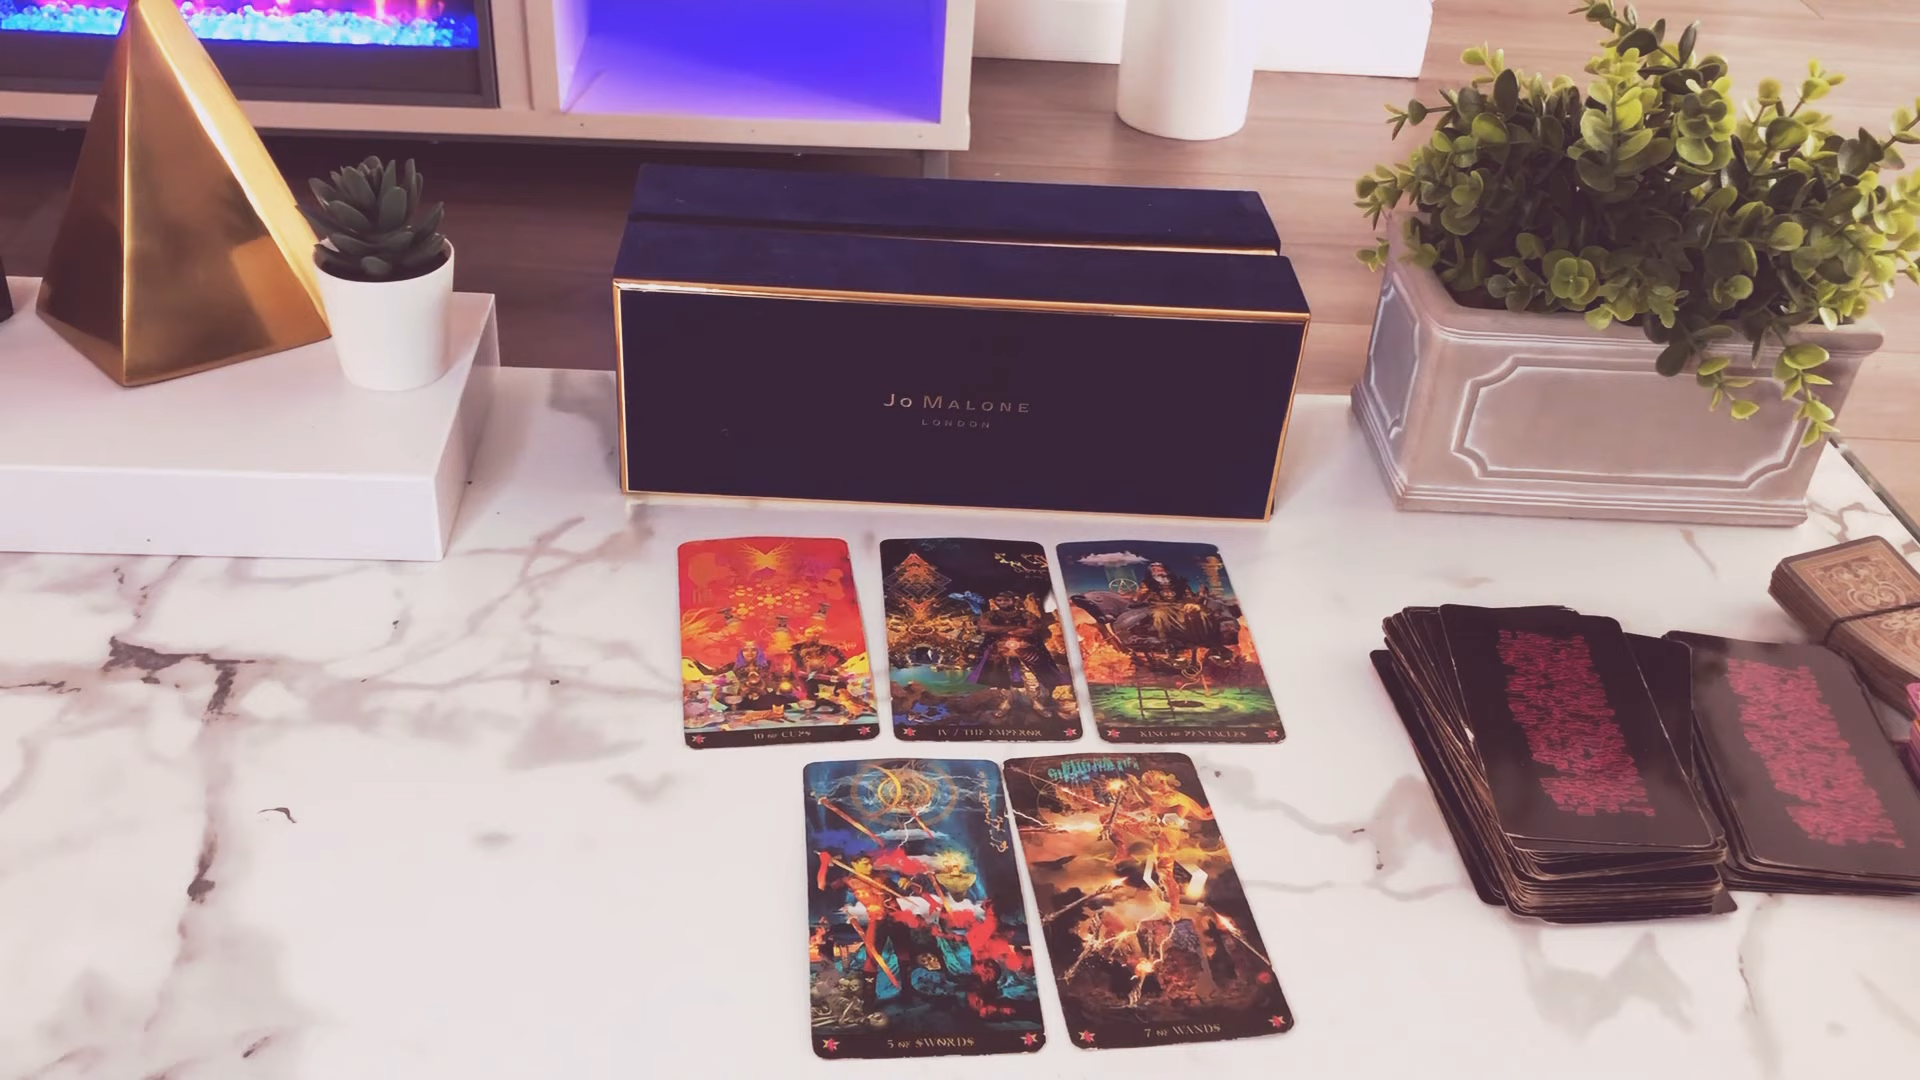 Jo MALONE
LONDON
10 OF CUPS
IV / THE EMPEROR
KING OF PENTACLES
5 OF SWORDS
7 OF WANDS